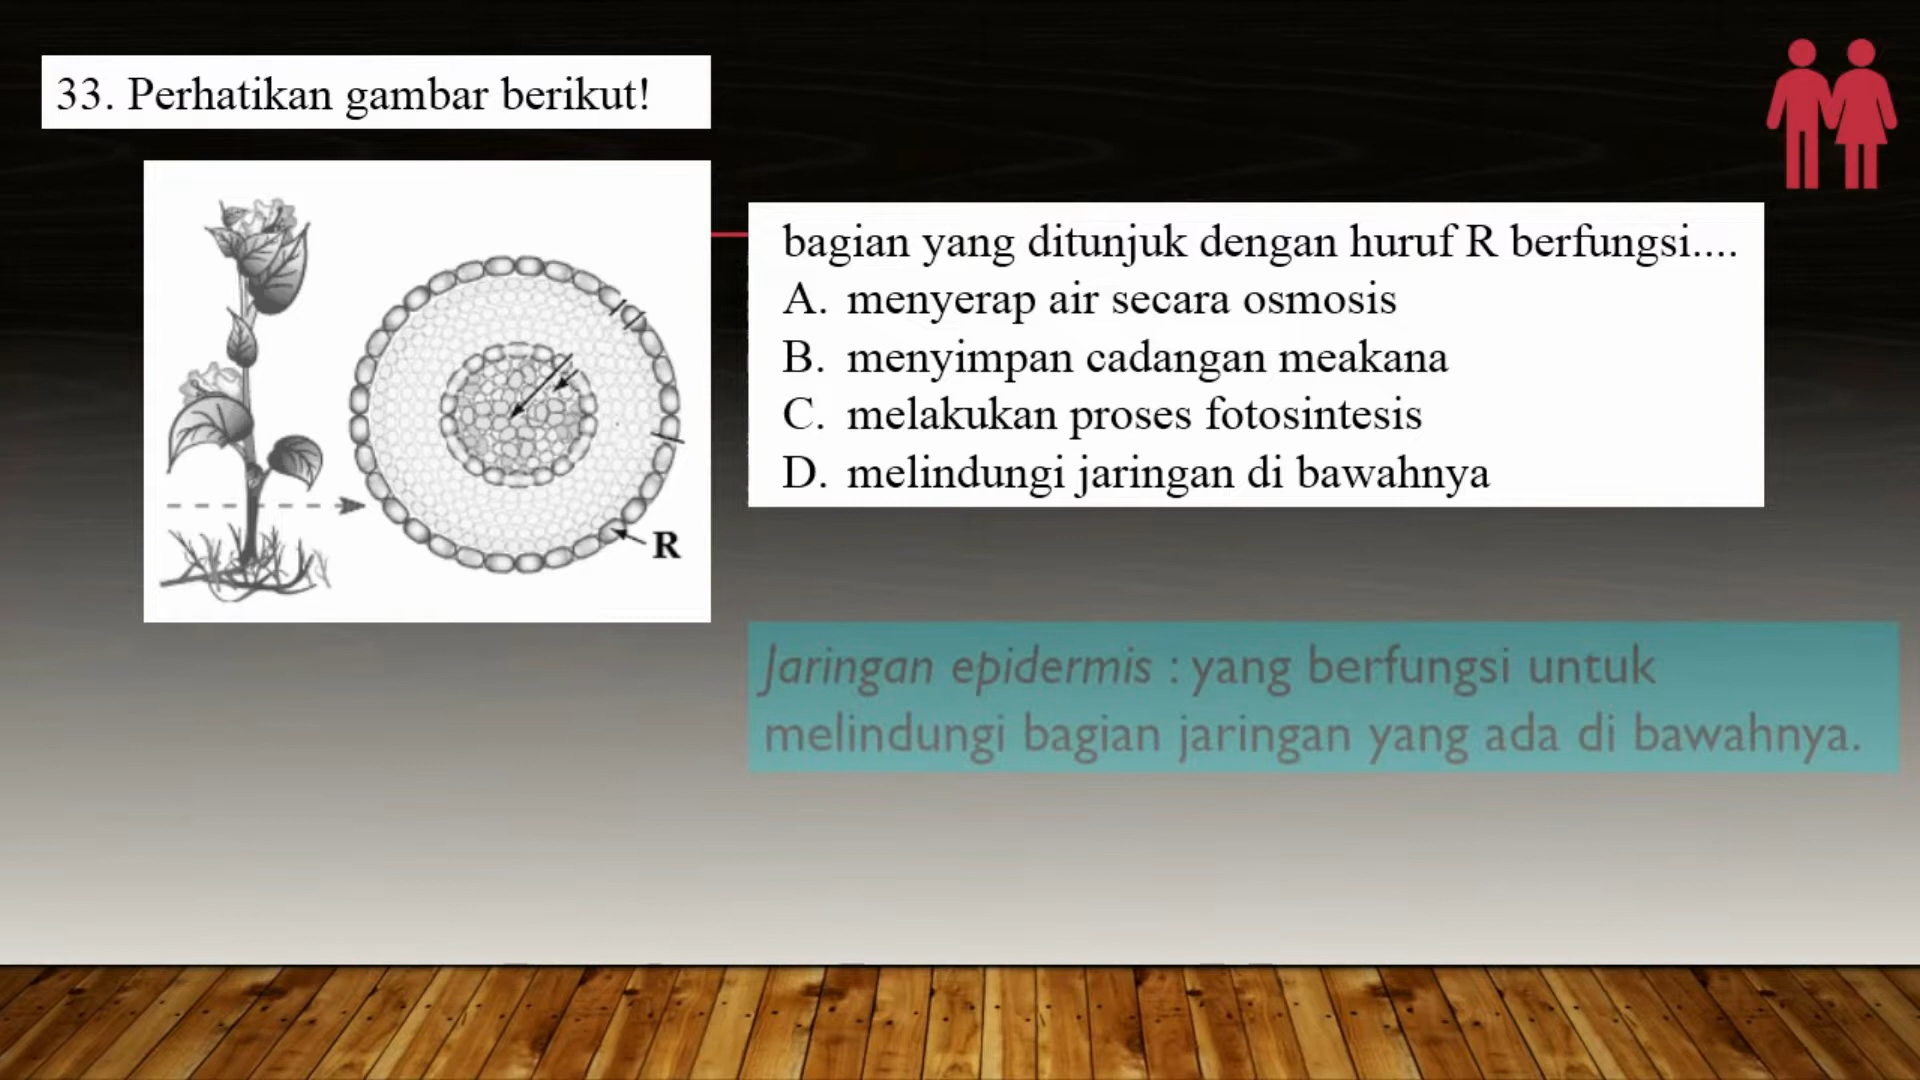 33. Perhatikan gambar berikut!
R
bagian yang ditunjuk dengan huruf R berfungsi....
A. menyerap air secara osmosis
B. menyimpan cadangan meakana
C. melakukan proses fotosintesis
D. melindungi jaringan di bawahnya
Jaringan epidermis : yang berfungsi untuk
melindungi bagian jaringan yang ada di bawahnya.